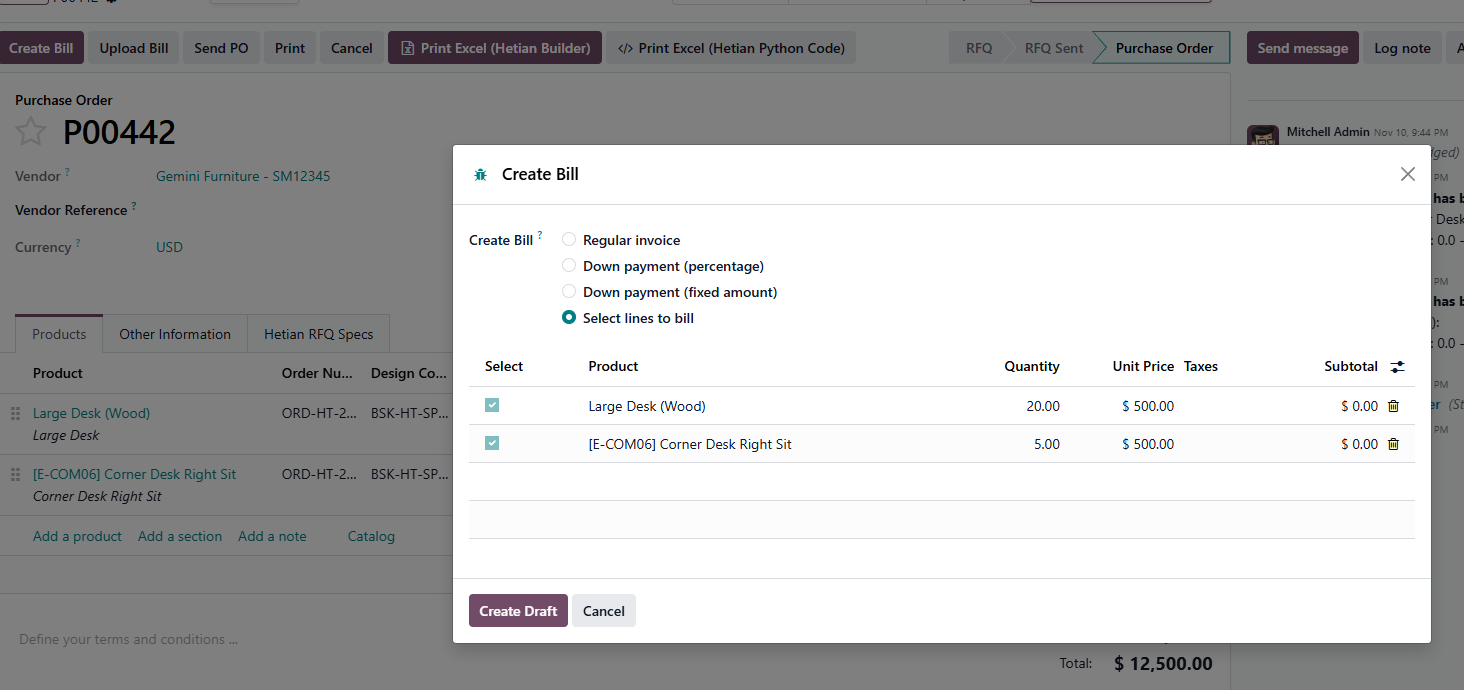 Create Bill Upload Bill Send PO Print Cancel Print Excel (Hetian Builder) </> Print Excel (Hetian Python Code) RFQ RFQ Sent Purchase Order Send message Log note
Purchase Order
P00442
Mitchell Admin Nov 10, 9:44 PM
Vendor ? Gemini Furniture - SM12345
Vendor Reference ?
Currency ? USD
Products Other Information Hetian RFQ Specs
Product Order Nu... Design Co...
Large Desk (Wood) ORD-HT-2... BSK-HT-SP...
Large Desk
[E-COM06] Corner Desk Right Sit ORD-HT-2... BSK-HT-SP...
Corner Desk Right Sit
Add a product Add a section Add a note Catalog
Define your terms and conditions ...
Total: $ 12,500.00
Create Bill
Create Bill ? Regular invoice
Down payment (percentage)
Down payment (fixed amount)
Select lines to bill
Select Product Quantity Unit Price Taxes Subtotal
Large Desk (Wood) 20.00 $ 500.00 $ 0.00
[E-COM06] Corner Desk Right Sit 5.00 $ 500.00 $ 0.00
Create Draft Cancel